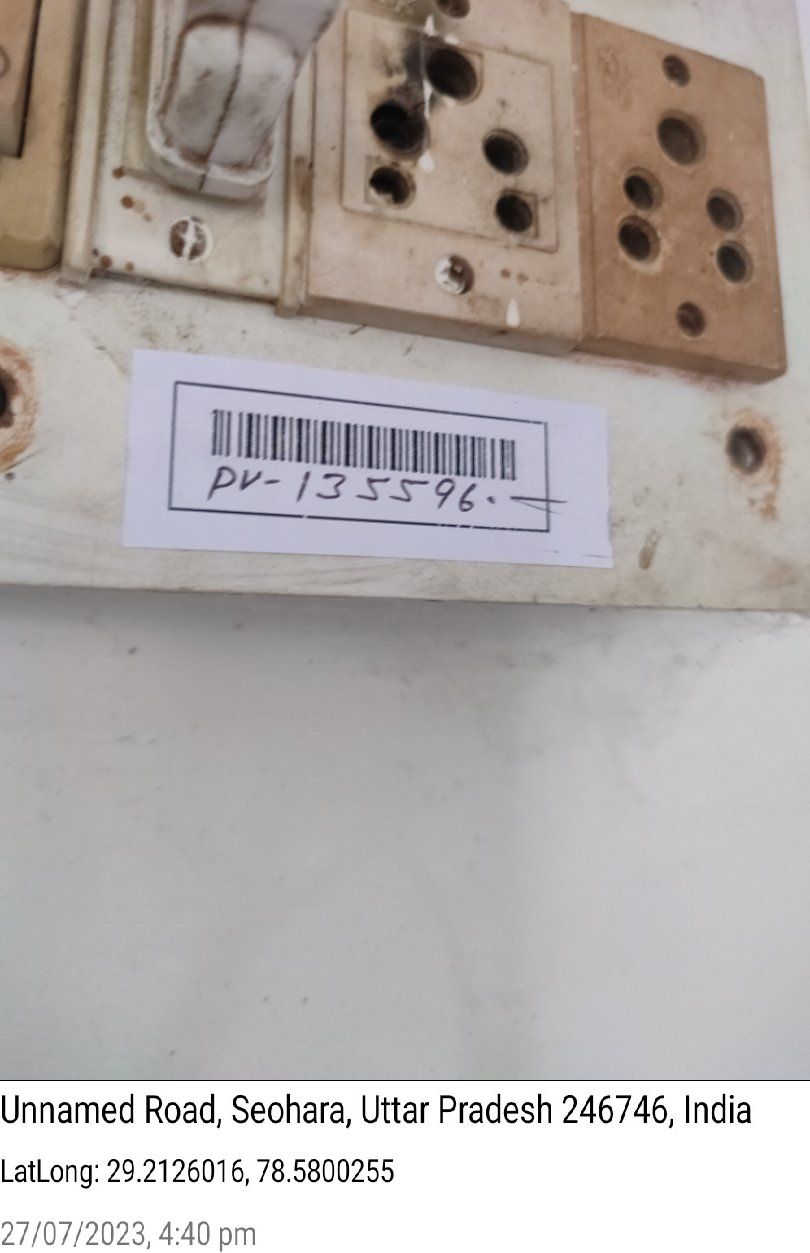 PV-135596.
Unnamed Road, Seohara, Uttar Pradesh 246746, India
LatLong: 29.2126016, 78.5800255
27/07/2023, 4:40 pm